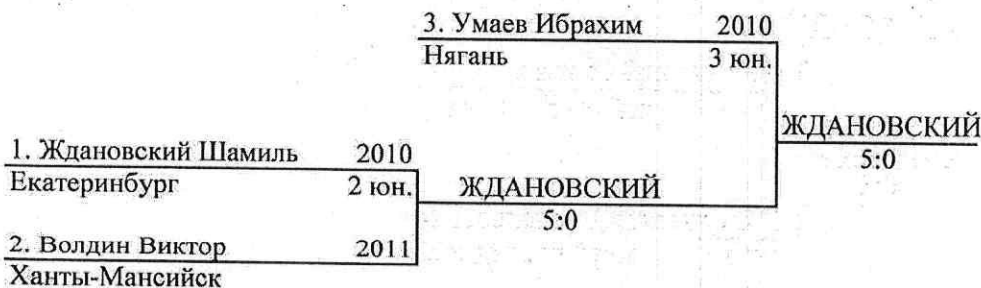 3. Умаев Ибрахим 2010
Нягань 3 юн.
ЖДАНОВСКИЙ
5:0
1. Ждановский Шамиль 2010
Екатеринбург 2 юн.
ЖДАНОВСКИЙ
5:0
2. Волдин Виктор 2011
Ханты-Мансийск